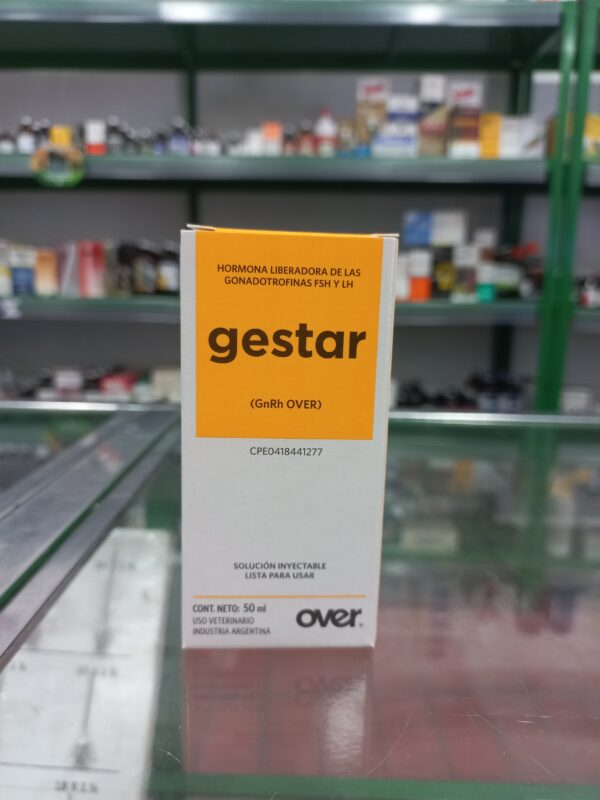 HORMONA LIBERADORA DE LAS
GONADOTROFINAS FSH Y LH
gestar
(GnRh OVER)
CPE0418441277
SOLUCIÓN INYECTABLE
LISTA PARA USAR
CONT. NETO: 50 ml
USO VETERINARIO
INDUSTRIA ARGENTINA
over